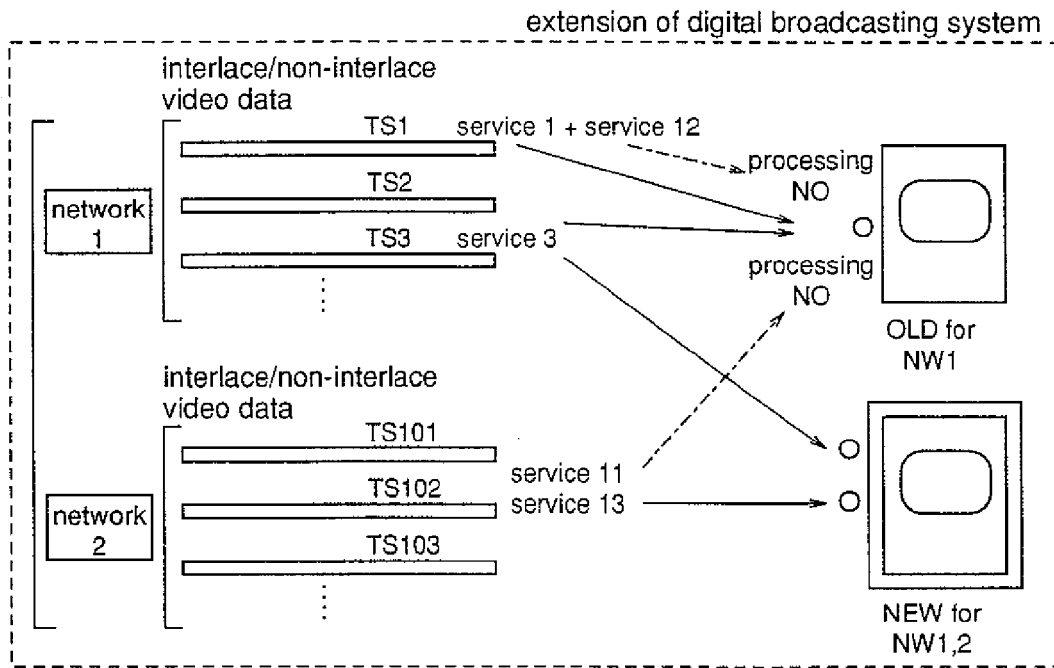 extension of digital broadcasting system
interlace/non-interlace
video data
TS1
service 1 + service 12
processing
NO
TS2
network
1
TS3
service 3
processing
NO
OLD for
NW1
interlace/non-interlace
video data
TS101
service 11
TS102
service 13
network
2
TS103
NEW for
NW1,2